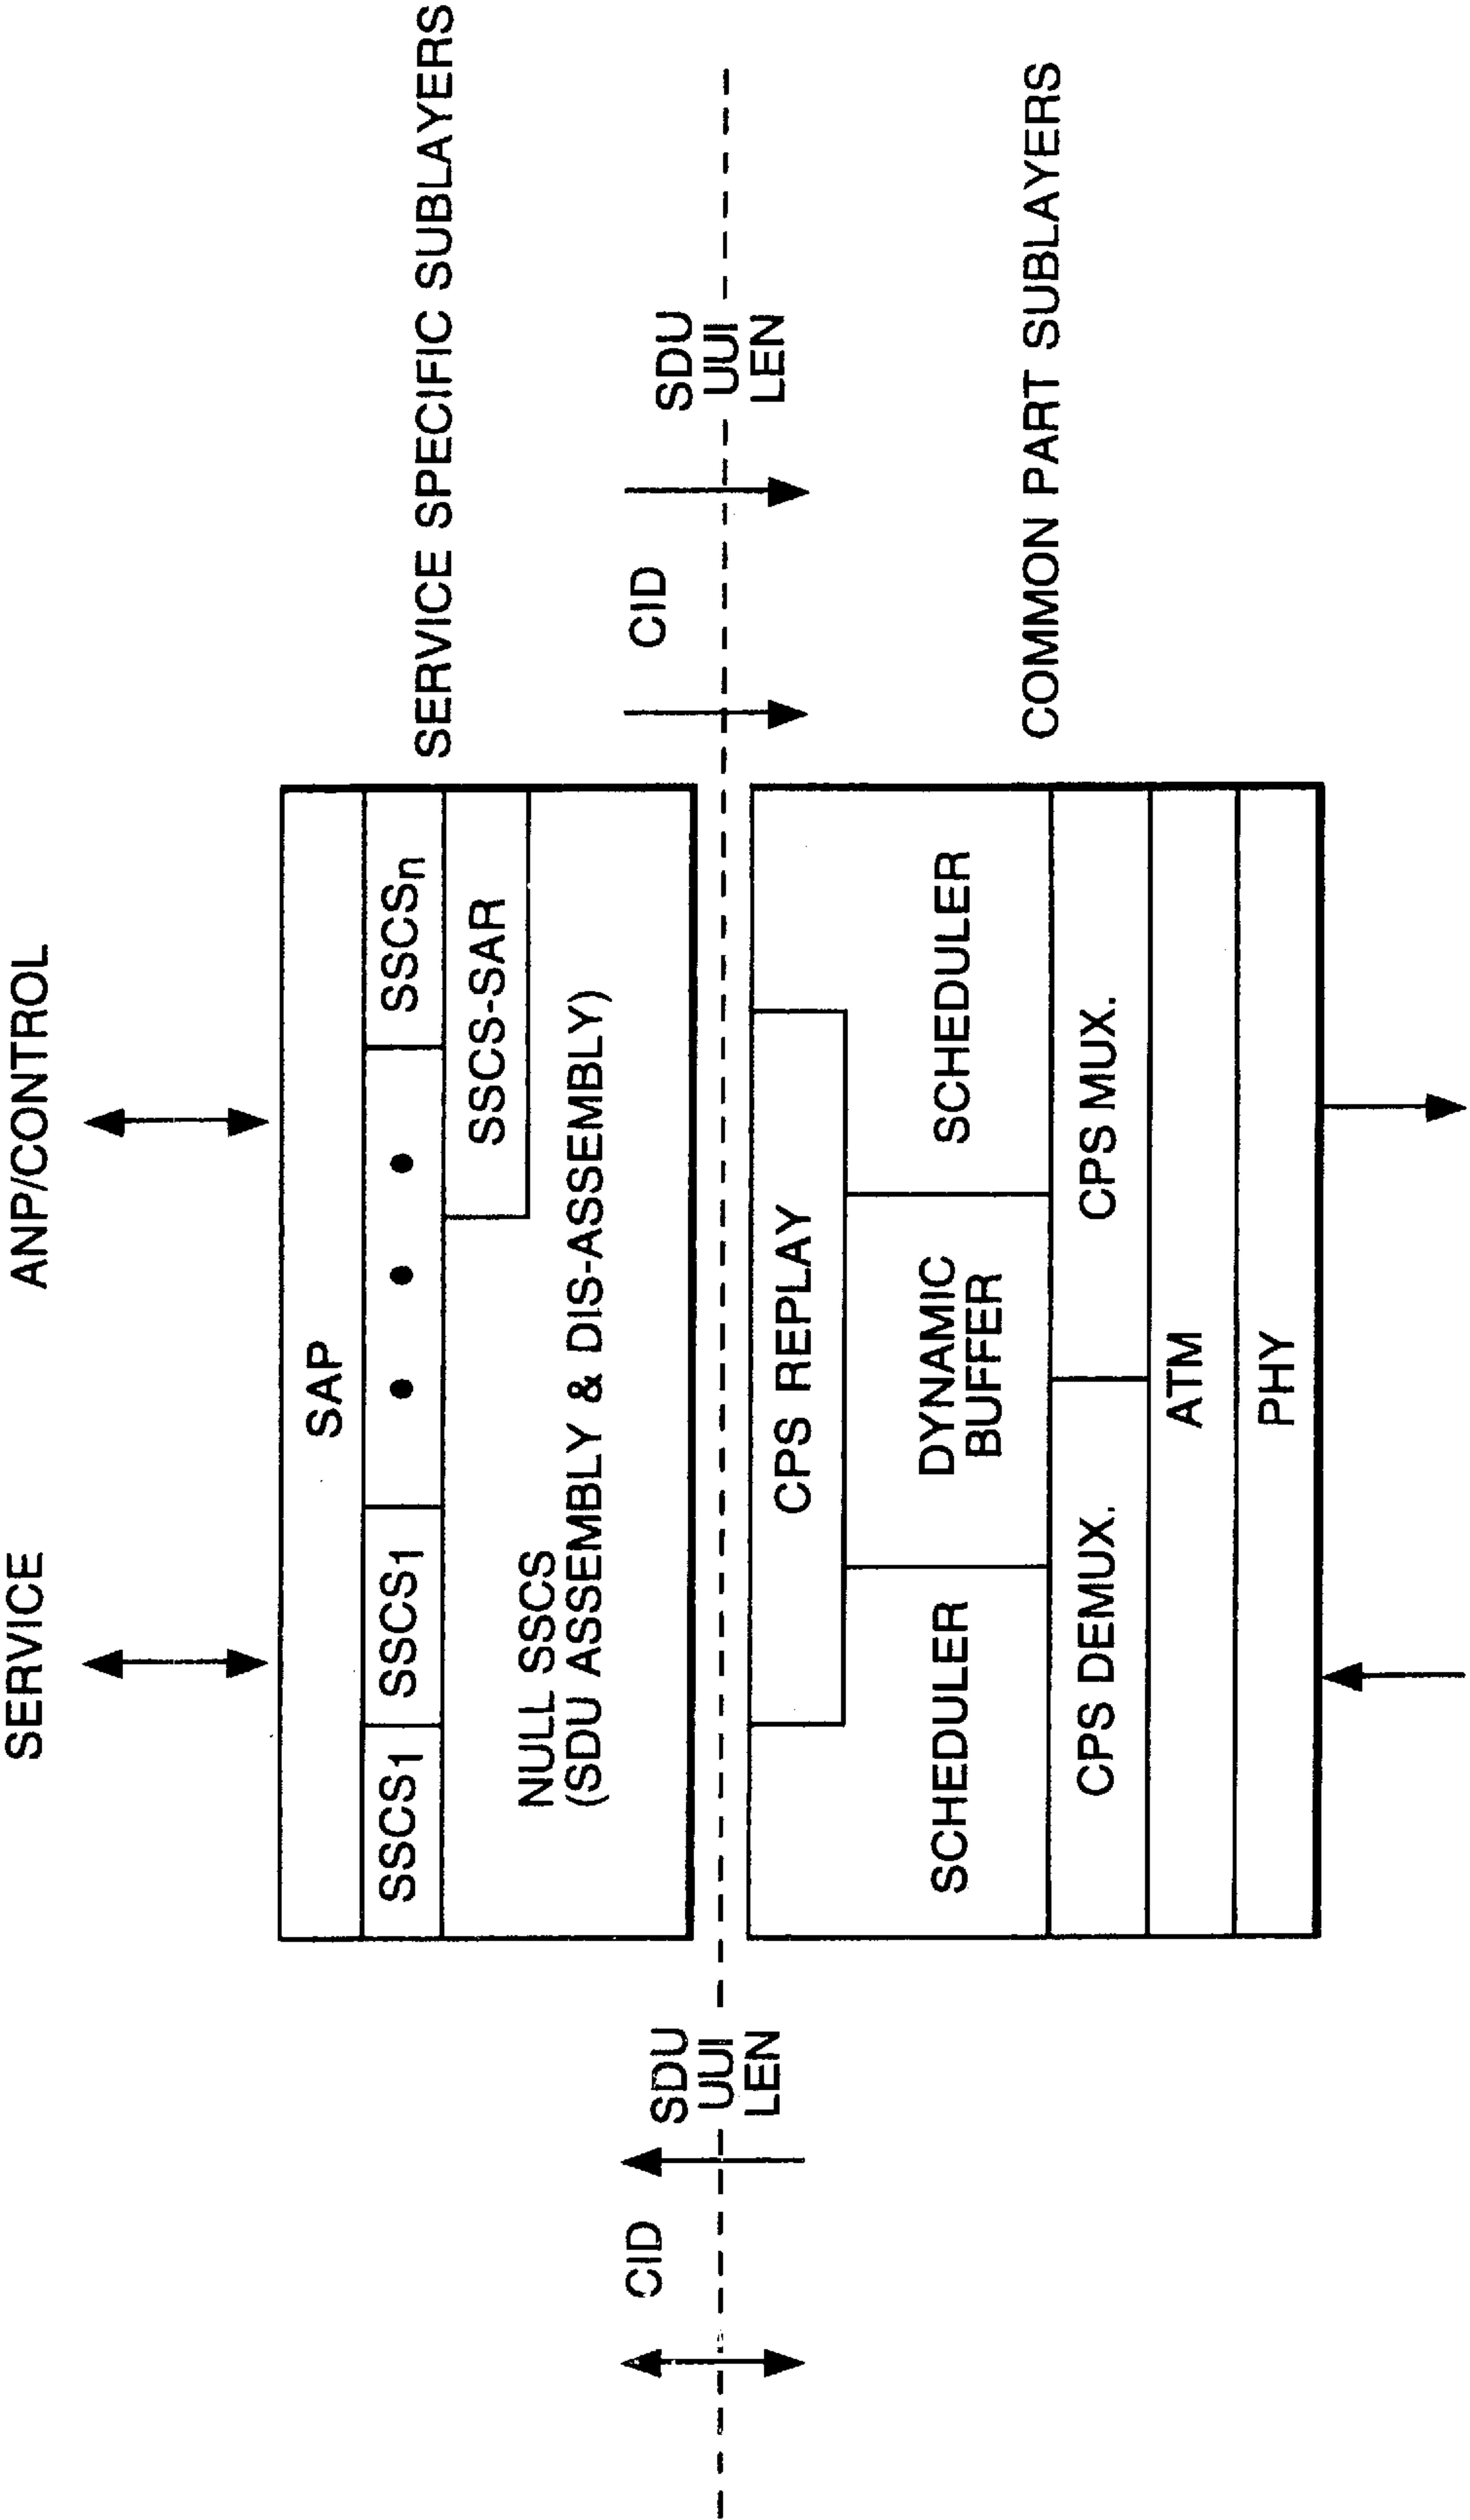 SERVICE
ANP/CONTROL
SAP
SSCS1
SSCS1
SSCSn
SERVICE SPECIFIC SUBLAYERS
SSCS-SAR
NULL SSCS
(SDU ASSEMBLY & DIS-ASSEMBLY)
CID
SDU
UUI
LEN
CID
SDU
UUI
LEN
CPS REPLAY
SCHEDULER
DYNAMIC
BUFFER
SCHEDULER
COMMON PART SUBLAYERS
CPS DEMUX.
CPS MUX.
ATM
PHY